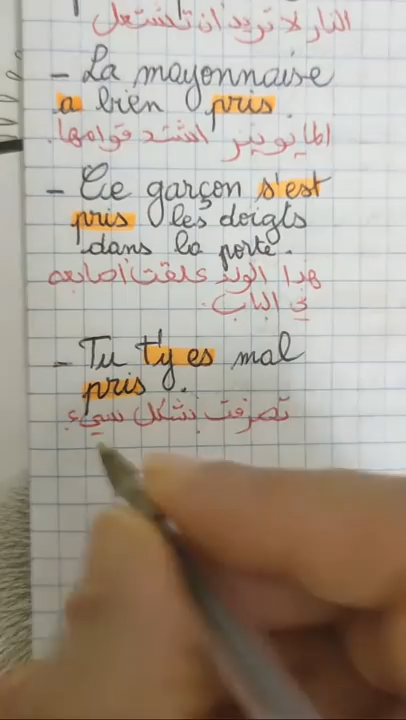 النار لا تريد أن تشتعل
- La mayonnaise
a bien pris.
المايونيز اشتد قوامها.
- Ce garçon s'est
pris les doigts
dans la porte.
هذا الولد علقت أصابعه
في الباب.
- Tu t'y es mal
pris.
تصرفت بشكل سيء